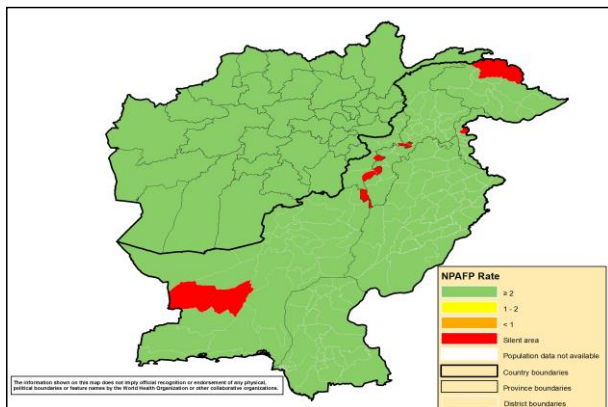 NPAFP Rate
≥ 2
1 - 2
< 1
Silent area
Population data not available
Country boundaries
Province boundaries
District boundaries
The information shown on this map does not imply official recognition or endorsement of any physical,
political boundaries or feature names by the World Health Organization or other collaborative organizations.